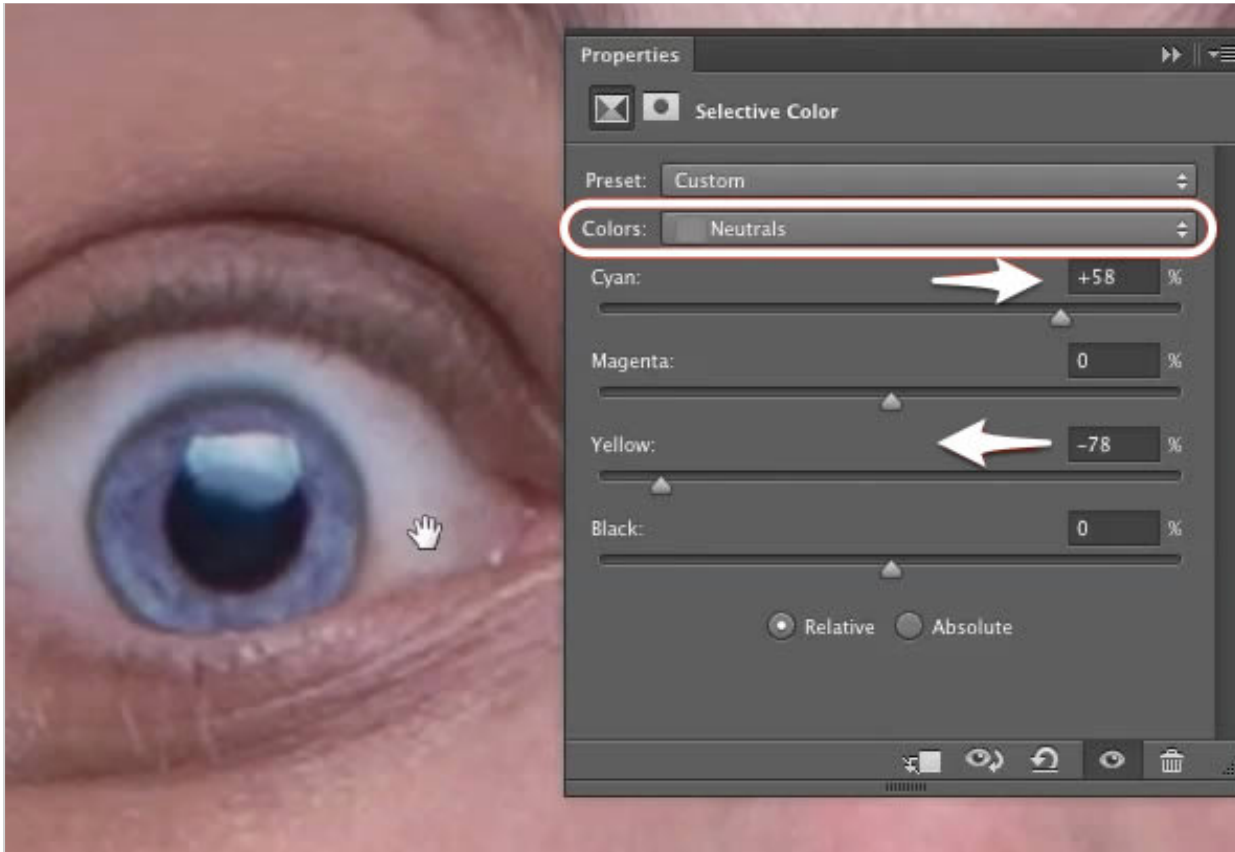 Properties
Selective Color
Preset: Custom
Colors: Neutrals
Cyan: +58 %
Magenta: 0 %
Yellow: -78 %
Black: 0 %
Relative Absolute